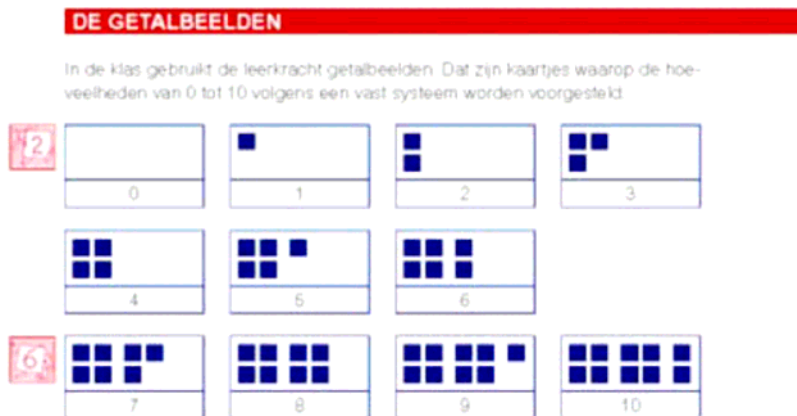 DE GETALBEELDEN
In de klas gebruikt de leerkracht getalbeelden. Dat zijn kaartjes waarop de hoe-
veelheden van 0 tot 10 volgens een vast systeem worden voorgesteld.
2
0 1 2 3
4 5 6
6
7 8 9 10